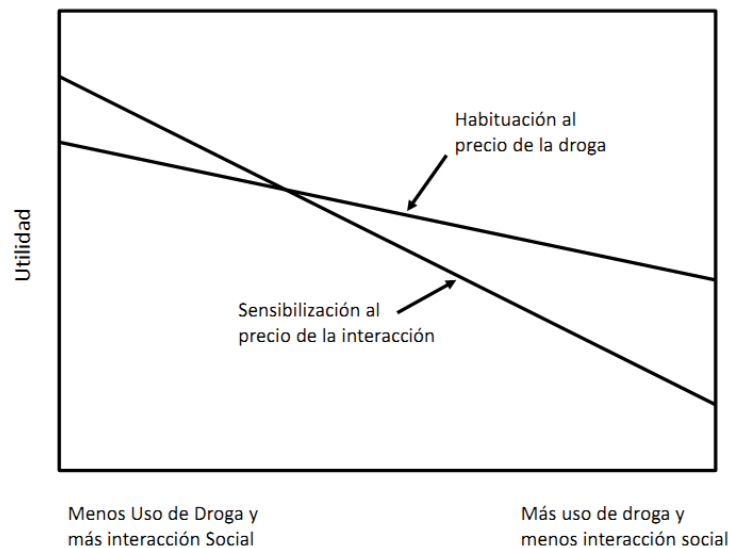 Habituación al
precio de la droga
Utilidad
Sensibilización al
precio de la interacción
Menos Uso de Droga y
más interacción Social
Más uso de droga y
menos interacción social